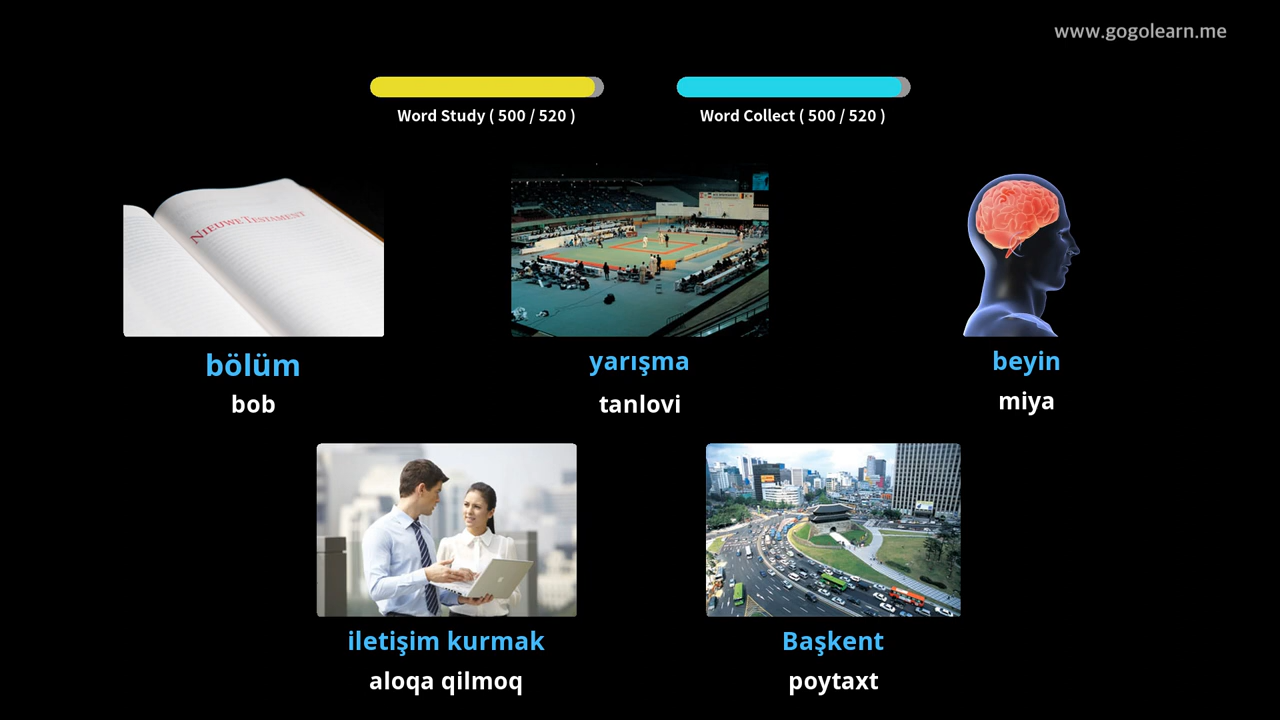 www.gogolearn.me
Word Study ( 500 / 520 )
Word Collect ( 500 / 520 )
NIEUWE TESTAMENT
bölüm
bob
yarışma
tanlovi
beyin
miya
iletişim kurmak
aloqa qilmoq
Başkent
poytaxt